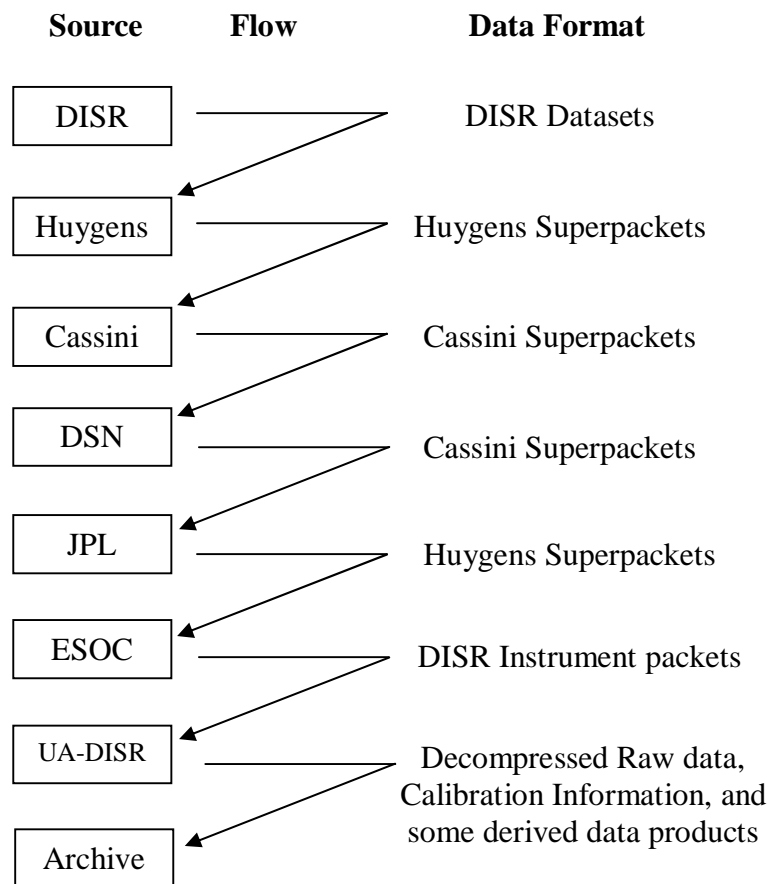 Source Flow Data Format
DISR DISR Datasets
Huygens Huygens Superpackets
Cassini Cassini Superpackets
DSN Cassini Superpackets
JPL Huygens Superpackets
ESOC DISR Instrument packets
UA-DISR Decompressed Raw data,
Calibration Information, and
some derived data products
Archive